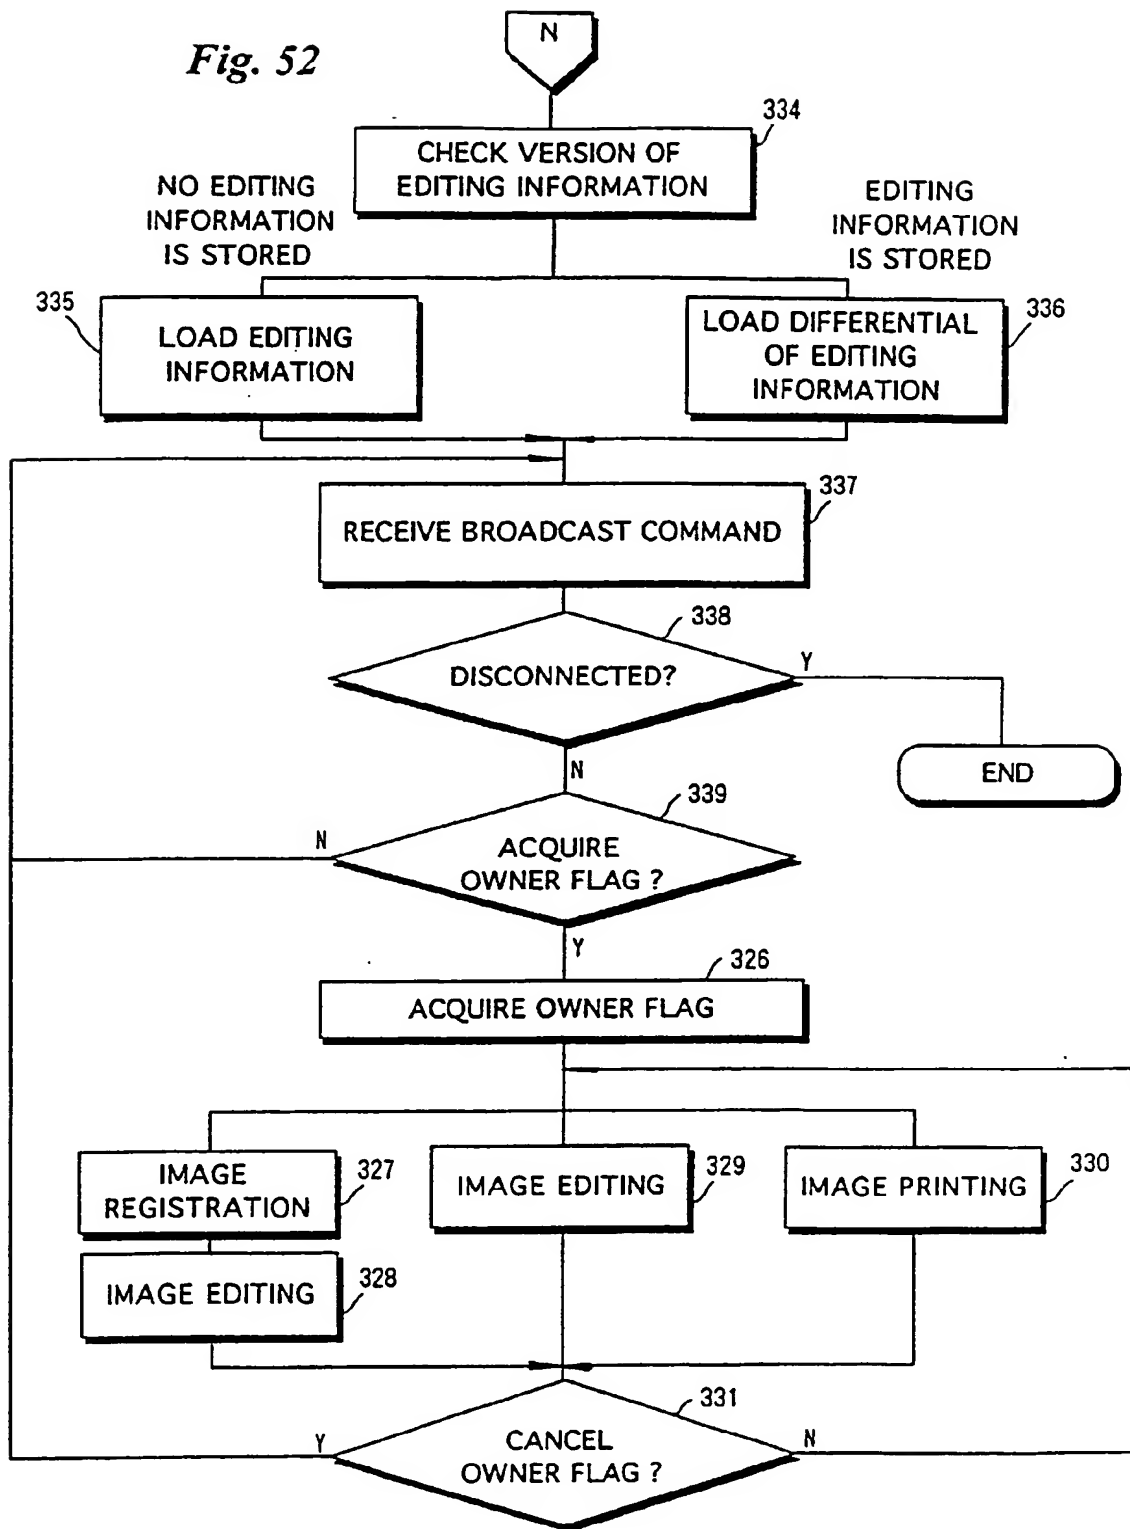 Fig. 52
N
334
CHECK VERSION OF
EDITING INFORMATION
NO EDITING
INFORMATION
IS STORED
EDITING
INFORMATION
IS STORED
335
LOAD EDITING
INFORMATION
336
LOAD DIFFERENTIAL
OF EDITING
INFORMATION
337
RECEIVE BROADCAST COMMAND
338
DISCONNECTED?
Y
N
END
339
N
ACQUIRE
OWNER FLAG ?
Y
326
ACQUIRE OWNER FLAG
IMAGE
REGISTRATION
327
IMAGE EDITING
328
IMAGE EDITING
329
IMAGE PRINTING
330
331
Y
CANCEL
OWNER FLAG ?
N